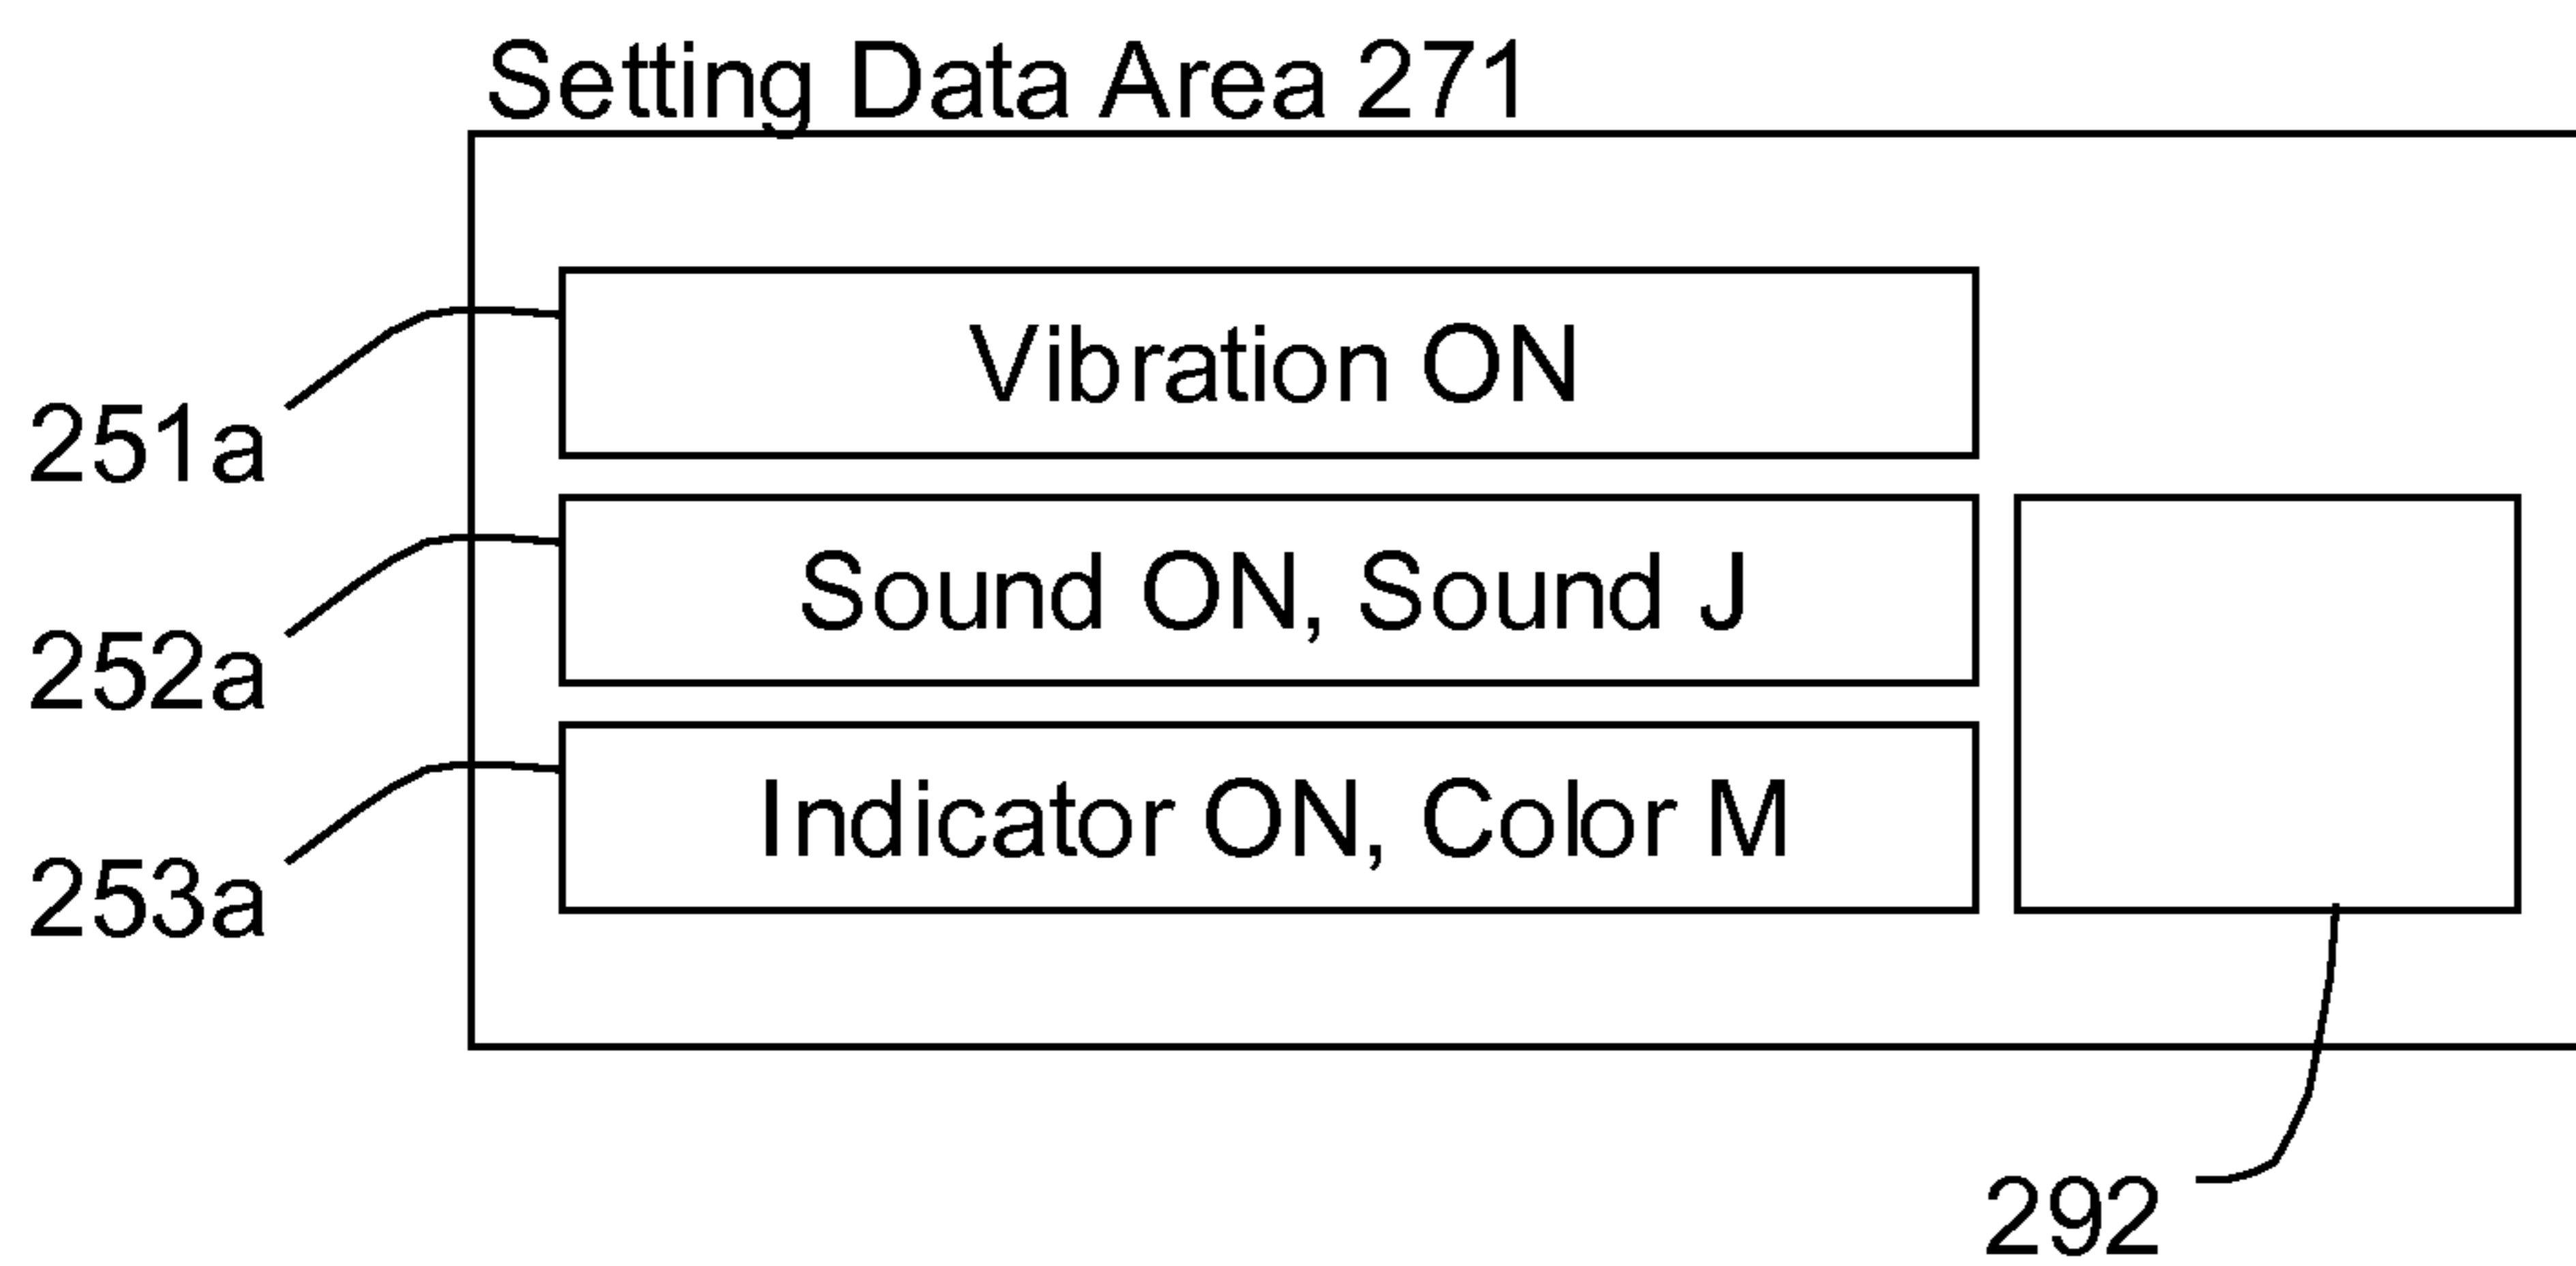 Setting Data Area 271
Vibration ON
251a
Sound ON, Sound J
252a
Indicator ON, Color M
253a
292